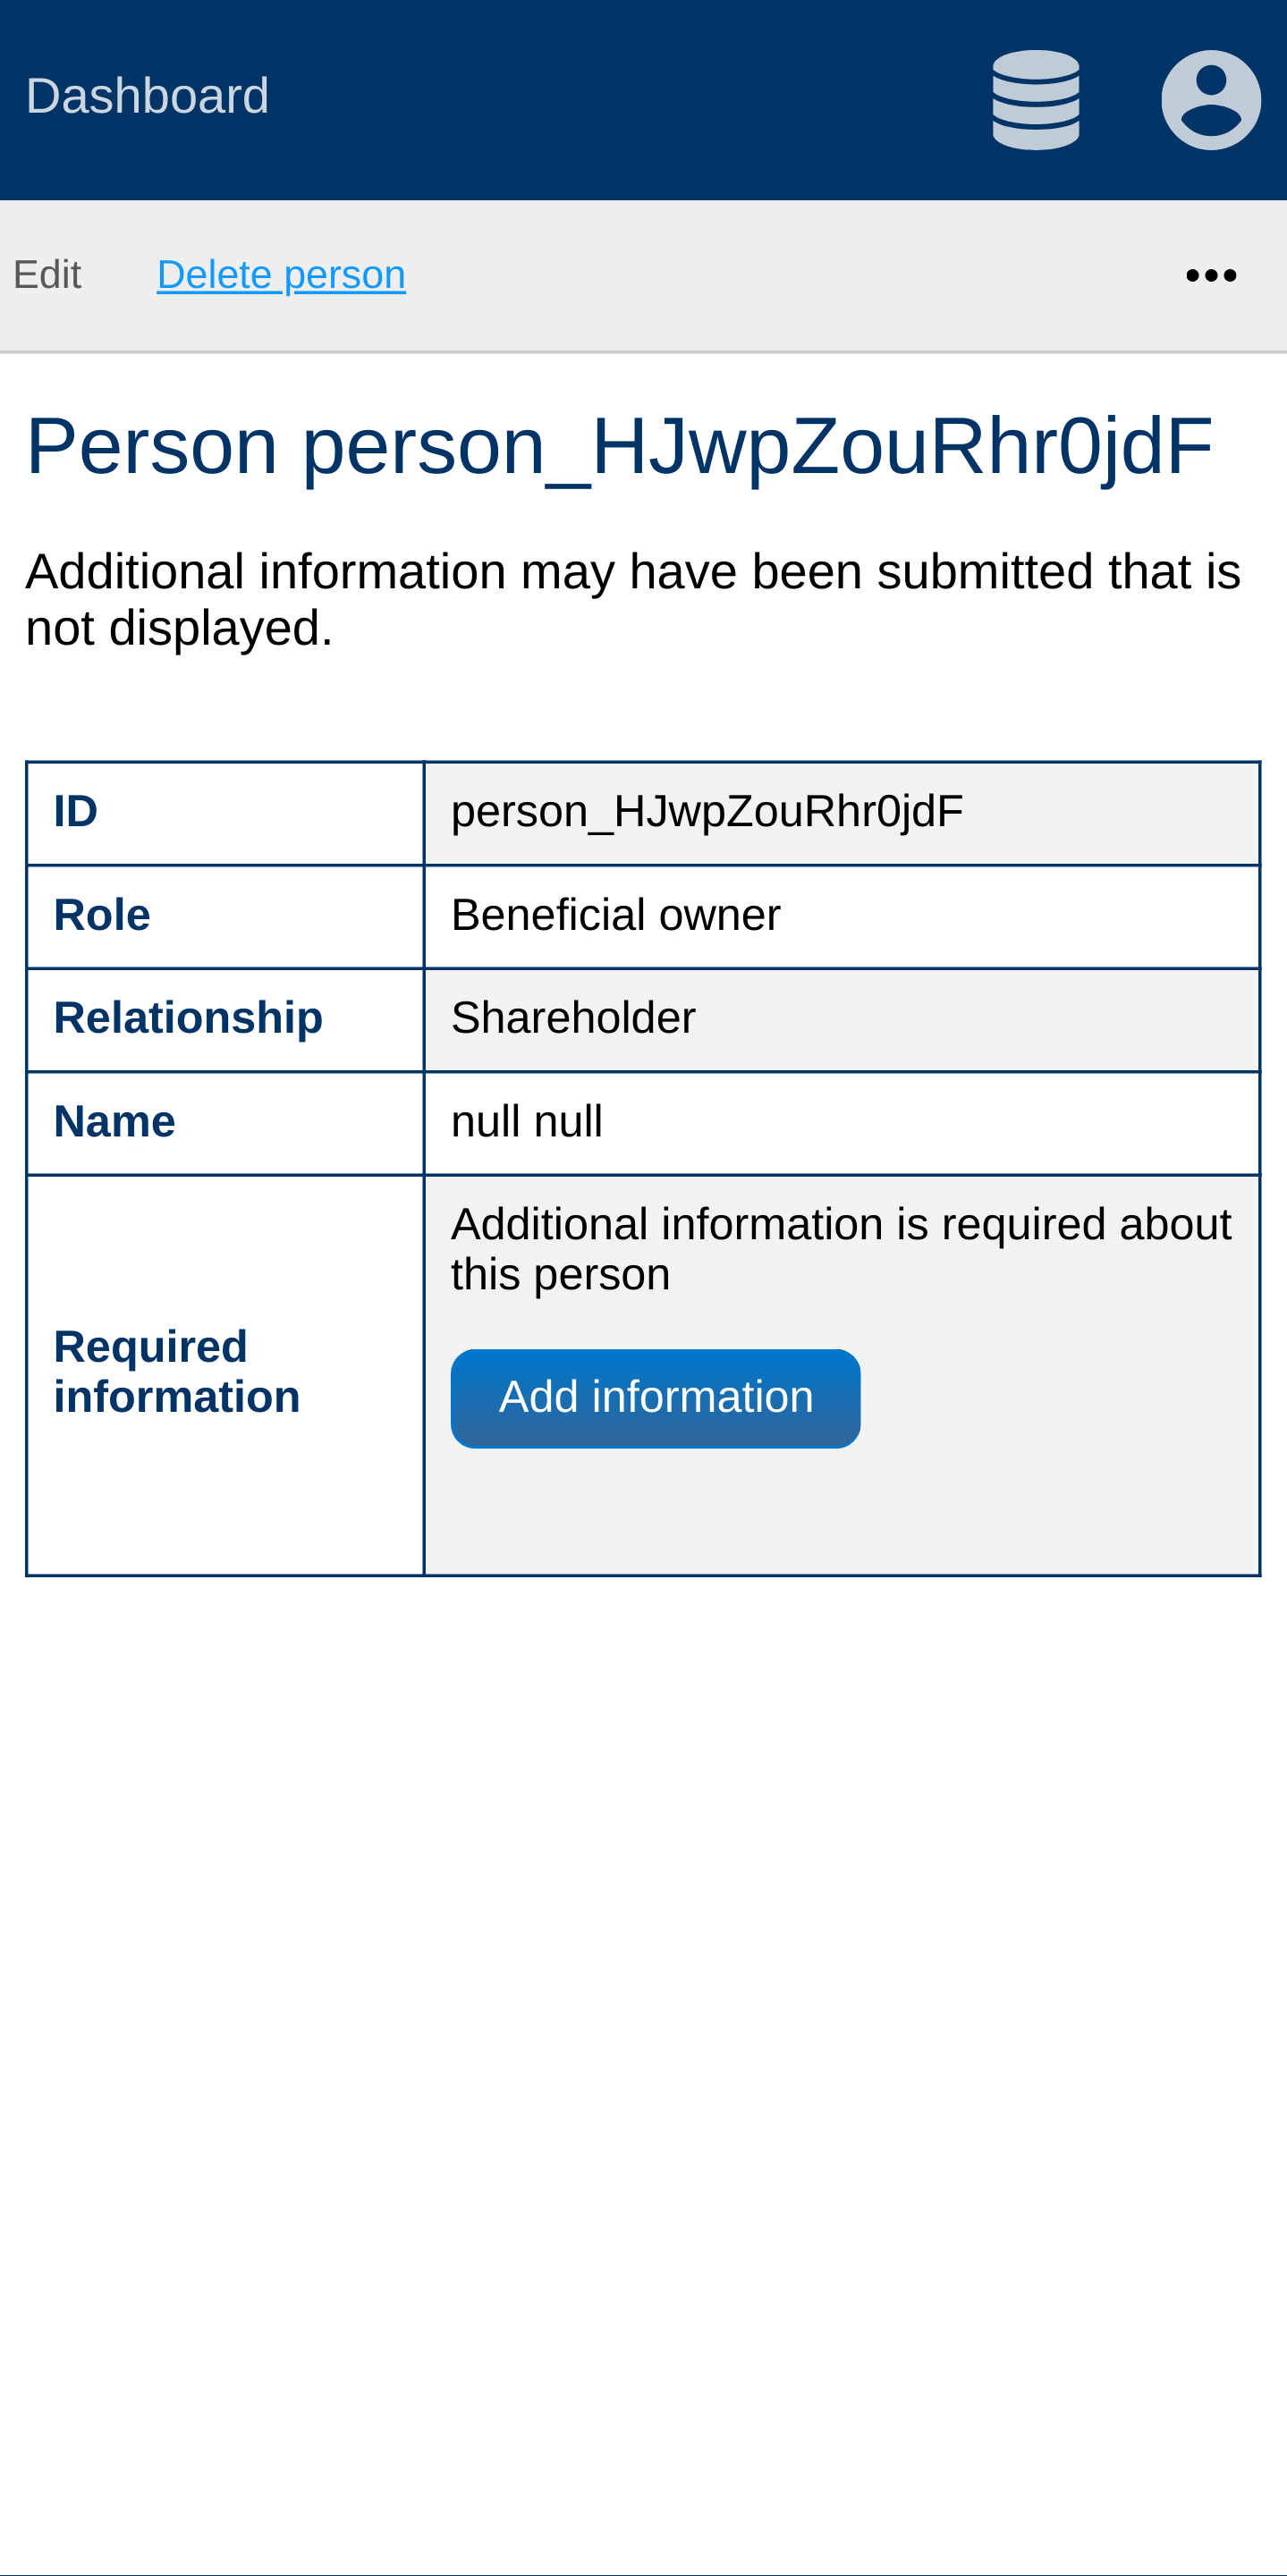 Dashboard
Edit Delete person
Person person_HJwpZouRhr0jdF
Additional information may have been submitted that is
not displayed.
ID person_HJwpZouRhr0jdF
Role Beneficial owner
Relationship Shareholder
Name null null
Additional information is required about
this person
Required
information
Add information